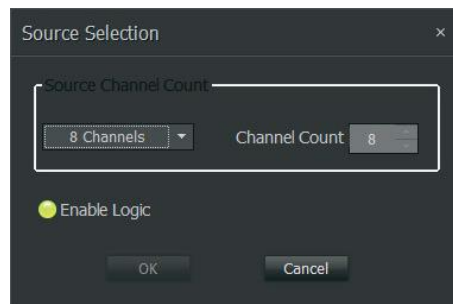 Source Selection ×
Source Channel Count
8 Channels Channel Count 8
Enable Logic
OK Cancel